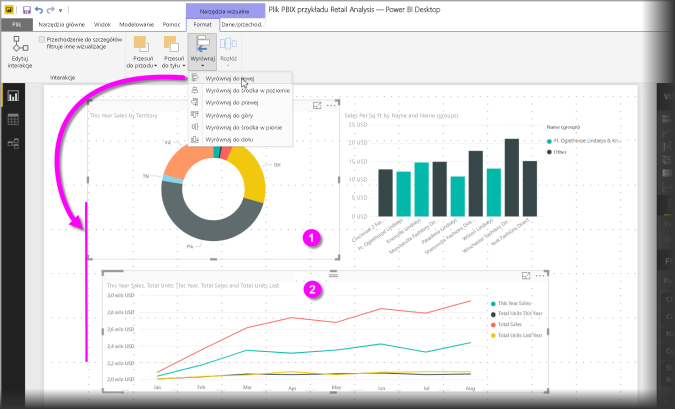 Narzędzia wizualne
Plik PBIX przykładu Retail Analysis — Power BI Desktop
Plik
Narzędzia główne
Widok
Modelowanie
Pomoc
Format
Dane/przechod.
Edytuj
interakcje
Przechodzenie do szczegółów
filtruje inne wizualizacje
Przesuń
do przodu
Przesuń
do tyłu
Wyrównaj
Rozłóż
Interakcje
Wyrównaj do lewej
Wyrównaj do środka w poziomie
Wyrównaj do prawej
Wyrównaj do góry
Wyrównaj do środka w pionie
Wyrównaj do dołu
This Year Sales by Territory
VA
OH
TN
PA
1
Sales Per Sq Ft by Name and Name (groups)
25 USD
20 USD
15 USD
10 USD
5 USD
0 USD
Cincinnati 2 Fas...
Ft. Oglethorpe Lindseys
Knoxville Lindseys
Monroeville Fashions Dir...
Pasadena Lindseys
Sharonville Fashions Dire...
Wilson Lindseys
Winchester Fashions Dir...
York Fashions Direct
Name (groups)
Ft. Oglethorpe Lindseys & Kn...
Other
2
This Year Sales, Total Units This Year, Total Sales and Total Units Last
3,0 mln USD
2,8 mln USD
2,6 mln USD
2,4 mln USD
2,2 mln USD
2,0 mln USD
Jan
Feb
Mar
Apr
May
Jun
Jul
Aug
This Year Sales
Total Units This Year
Total Sales
Total Units Last Year